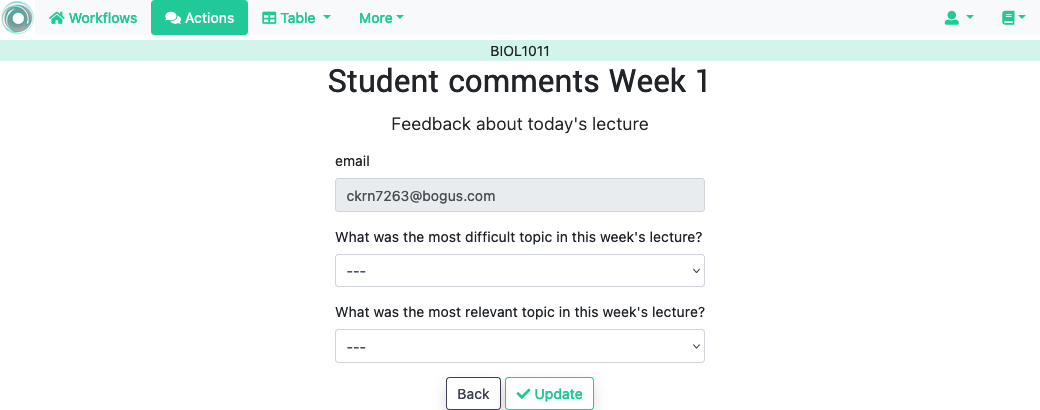 Workflows Actions Table More
BIOL1011
Student comments Week 1
Feedback about today's lecture
email
ckrn7263@bogus.com
What was the most difficult topic in this week's lecture?
---
What was the most relevant topic in this week's lecture?
---
Back Update